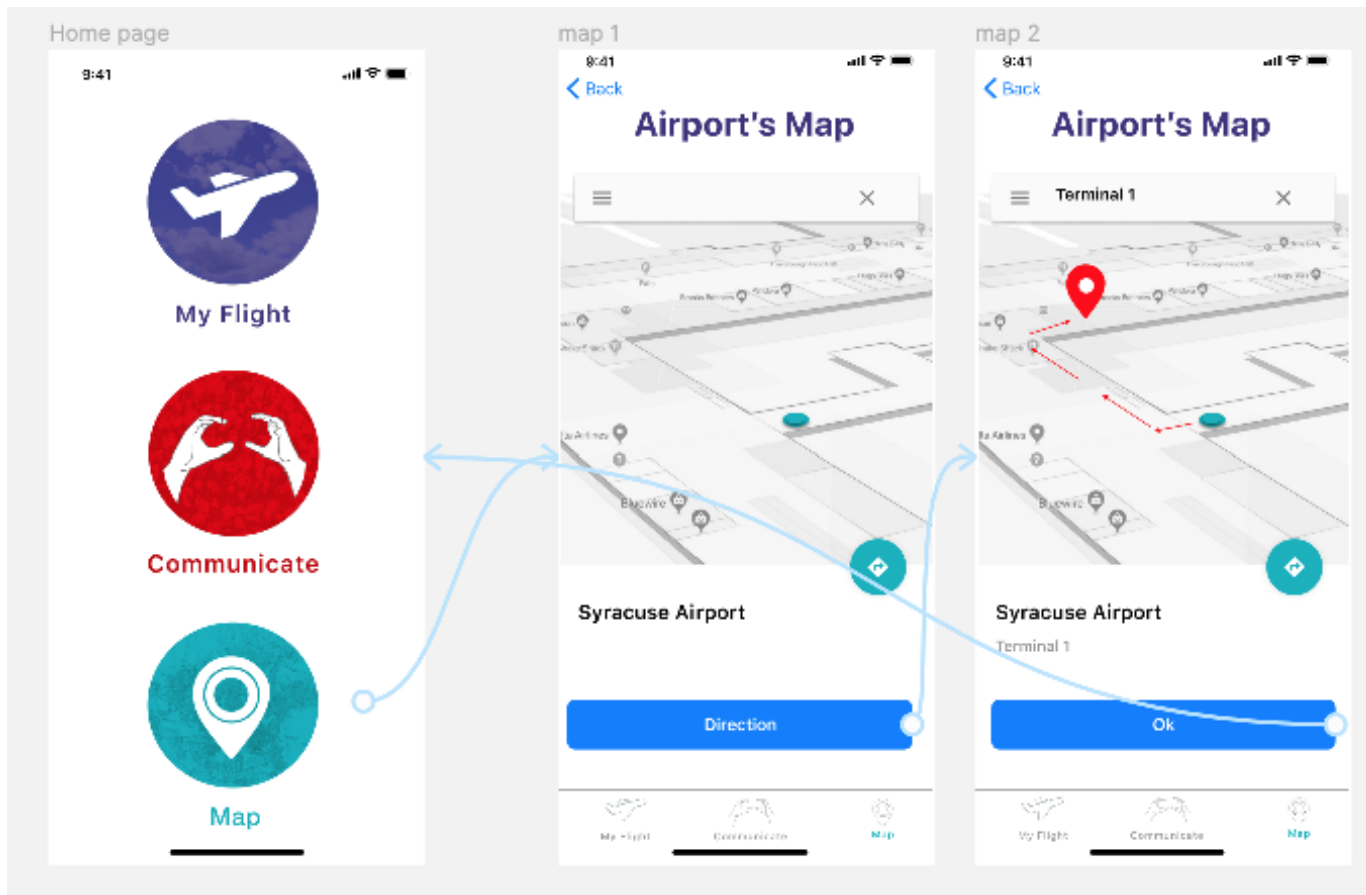 Home page
9:41
My Flight
Communicate
Map
map 1
9:41
Back
Airport's Map
Bluewire
Syracuse Airport
Direction
My Flight
Communicate
Map
map 2
9:41
Back
Airport's Map
Terminal 1
Bluewire
Syracuse Airport
Terminal 1
Ok
My Flight
Communicate
Map